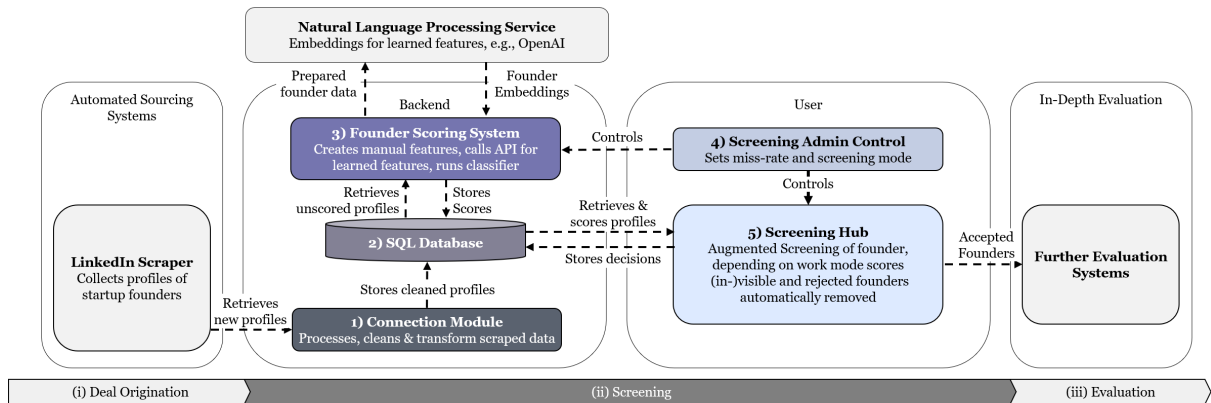 Natural Language Processing Service
Embeddings for learned features, e.g., OpenAI
Prepared
founder data
Founder
Embeddings
Automated Sourcing
Systems
Backend
User
In-Depth Evaluation
3) Founder Scoring System
Creates manual features, calls API for
learned features, runs classifier
Controls
4) Screening Admin Control
Sets miss-rate and screening mode
Retrieves
unscored profiles
Stores
Scores
Controls
2) SQL Database
Retrieves &
scores profiles
Stores decisions
5) Screening Hub
Augmented Screening of founder,
depending on work mode scores
(in-)visible and rejected founders
automatically removed
Accepted
Founders
Further Evaluation
Systems
LinkedIn Scraper
Collects profiles of
startup founders
Retrieves
new profiles
Stores cleaned profiles
1) Connection Module
Processes, cleans & transform scraped data
(i) Deal Origination
(ii) Screening
(iii) Evaluation